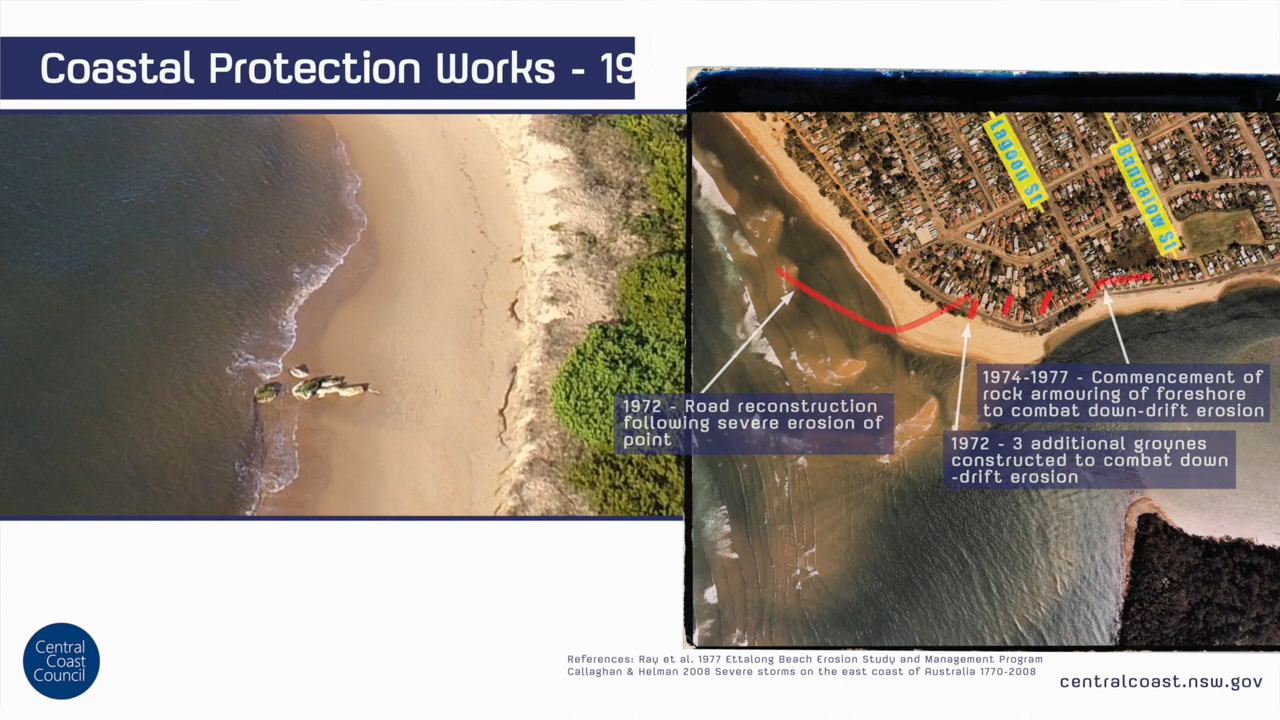 Coastal Protection Works - 19
Lagoon St
Bangalow St
1972 - Road reconstruction
following severe erosion of
point
1974-1977 - Commencement of
rock armouring of foreshore
to combat down-drift erosion
1972 - 3 additional groynes
constructed to combat down
-drift erosion
Central
Coast
Council
References: Ray et al. 1977 Ettalong Beach Erosion Study and Management Program
Callaghan & Helman 2008 Severe storms on the east coast of Australia 1770-2008
centralcoast.nsw.gov